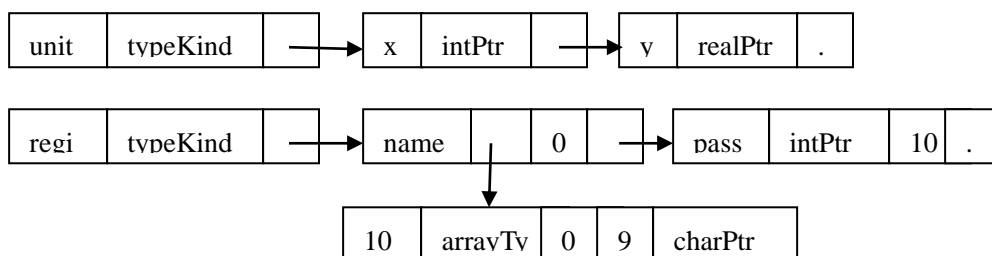 unit typeKind x intPtr y realPtr .
regi typeKind name 0 pass intPtr 10 .
10 arrayTy 0 9 charPtr